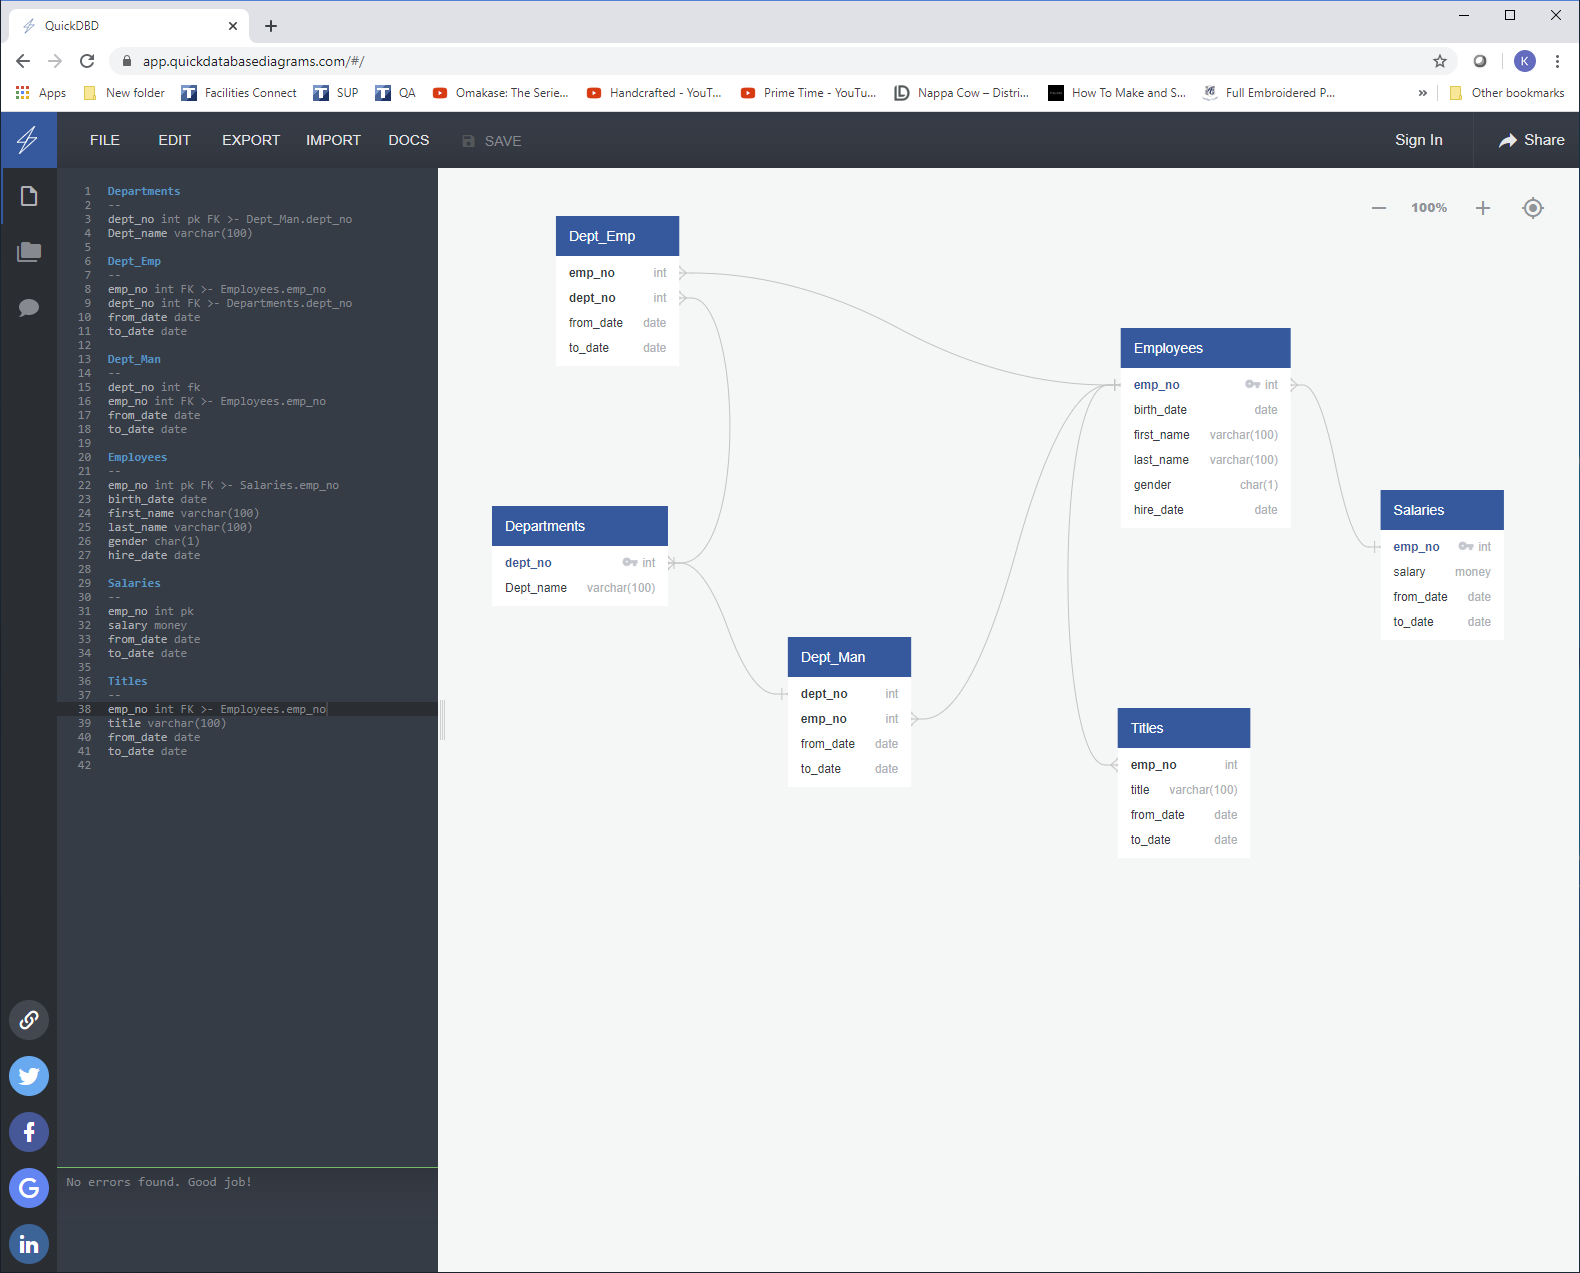 QuickDBD
app.quickdatabasediagrams.com/#/
K
Apps New folder Facilities Connect SUP QA Omakase: The Serie... Handcrafted - YouT... Prime Time - YouTu... Nappa Cow – Distri... How To Make and S... Full Embroidered P... » Other bookmarks
FILE EDIT EXPORT IMPORT DOCS SAVE Sign In Share
1 Departments
2 --
3 dept_no int pk FK >- Dept_Man.dept_no
4 Dept_name varchar(100)
5
6 Dept_Emp
7 --
8 emp_no int FK >- Employees.emp_no
9 dept_no int FK >- Departments.dept_no
10 from_date date
11 to_date date
12
13 Dept_Man
14 --
15 dept_no int fk
16 emp_no int FK >- Employees.emp_no
17 from_date date
18 to_date date
19
20 Employees
21 --
22 emp_no int pk FK >- Salaries.emp_no
23 birth_date date
24 first_name varchar(100)
25 last_name varchar(100)
26 gender char(1)
27 hire_date date
28
29 Salaries
30 --
31 emp_no int pk
32 salary money
33 from_date date
34 to_date date
35
36 Titles
37 --
38 emp_no int FK >- Employees.emp_no
39 title varchar(100)
40 from_date date
41 to_date date
42
No errors found. Good job!
100%
Dept_Emp
emp_no int
dept_no int
from_date date
to_date date
Employees
emp_no int
birth_date date
first_name varchar(100)
last_name varchar(100)
gender char(1)
hire_date date
Salaries
emp_no int
salary money
from_date date
to_date date
Departments
dept_no int
Dept_name varchar(100)
Dept_Man
dept_no int
emp_no int
from_date date
to_date date
Titles
emp_no int
title varchar(100)
from_date date
to_date date